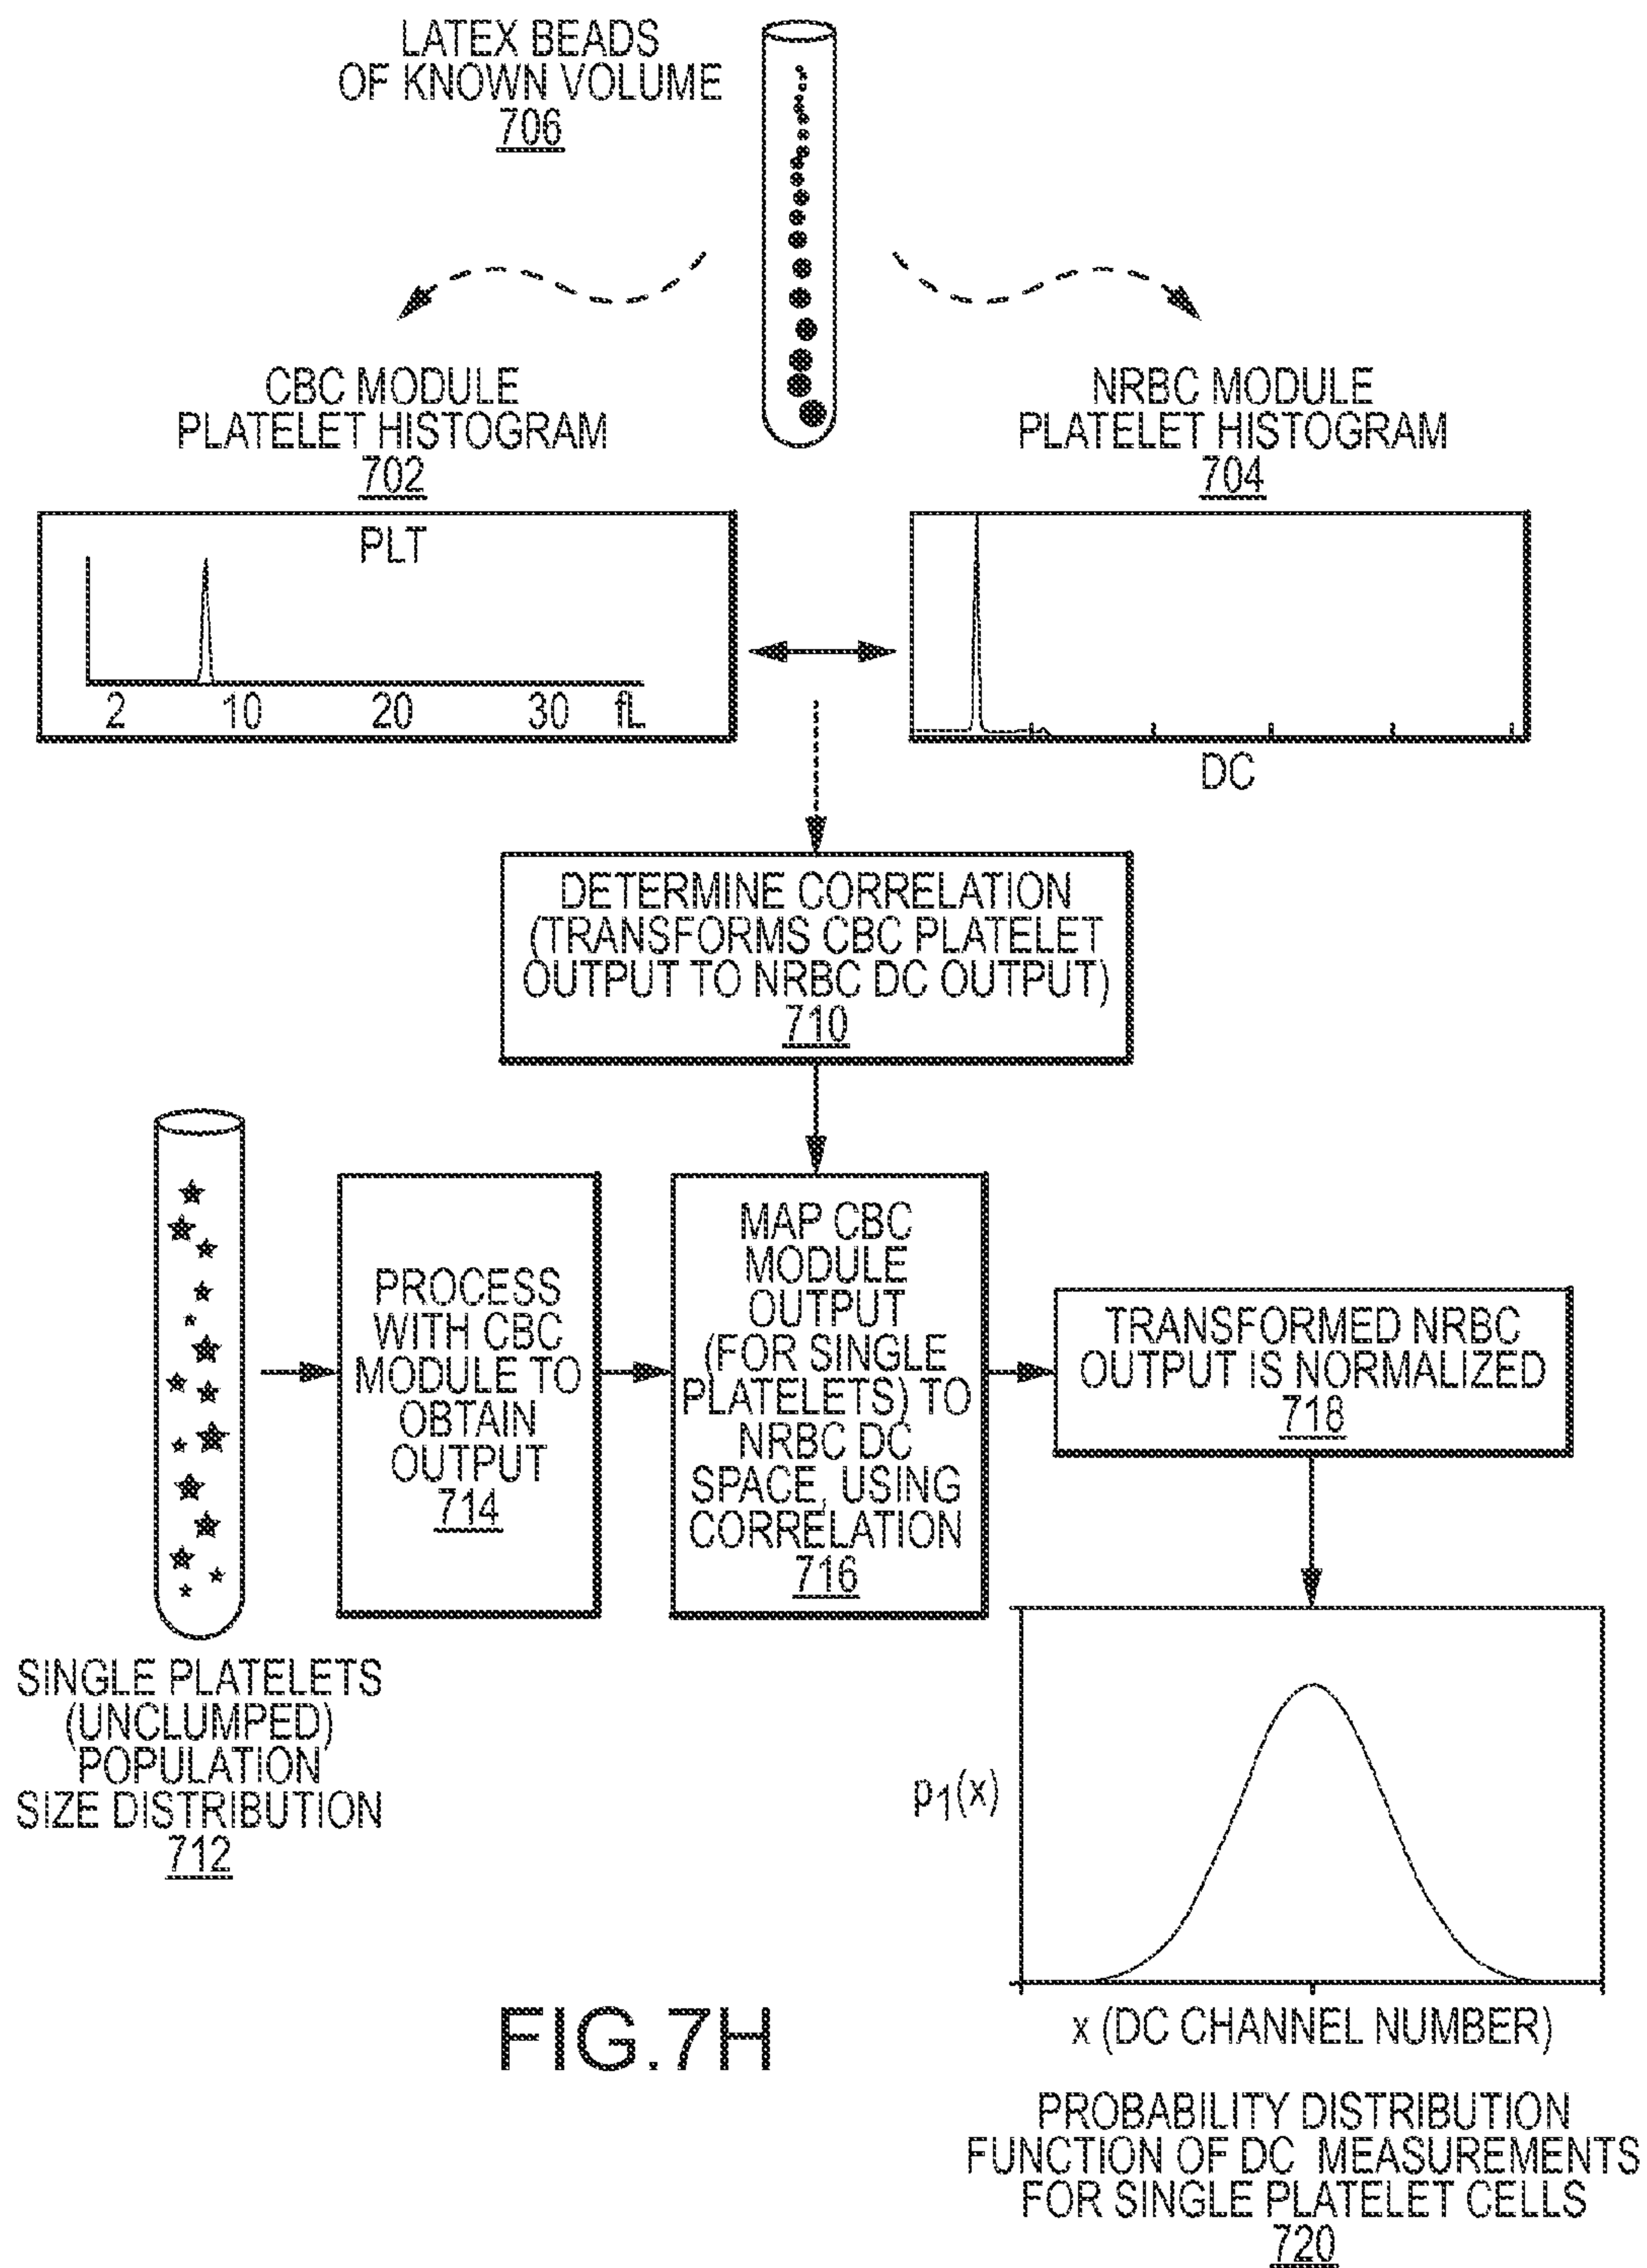 LATEX BEADS
OF KNOWN VOLUME
706
CBC MODULE
PLATELET HISTOGRAM
702
NRBC MODULE
PLATELET HISTOGRAM
704
PLT
2 10 20 30 fL
DC
DETERMINE CORRELATION
(TRANSFORMS CBC PLATELET
OUTPUT TO NRBC DC OUTPUT)
710
PROCESS
WITH CBC
MODULE TO
OBTAIN
OUTPUT
714
MAP CBC
MODULE
OUTPUT
(FOR SINGLE
PLATELETS) TO
NRBC DC
SPACE, USING
CORRELATION
716
TRANSFORMED NRBC
OUTPUT IS NORMALIZED
718
SINGLE PLATELETS
(UNCLUMPED)
POPULATION
SIZE DISTRIBUTION
712
p1(x)
x (DC CHANNEL NUMBER)
PROBABILITY DISTRIBUTION
FUNCTION OF DC MEASUREMENTS
FOR SINGLE PLATELET CELLS
720
FIG.7H